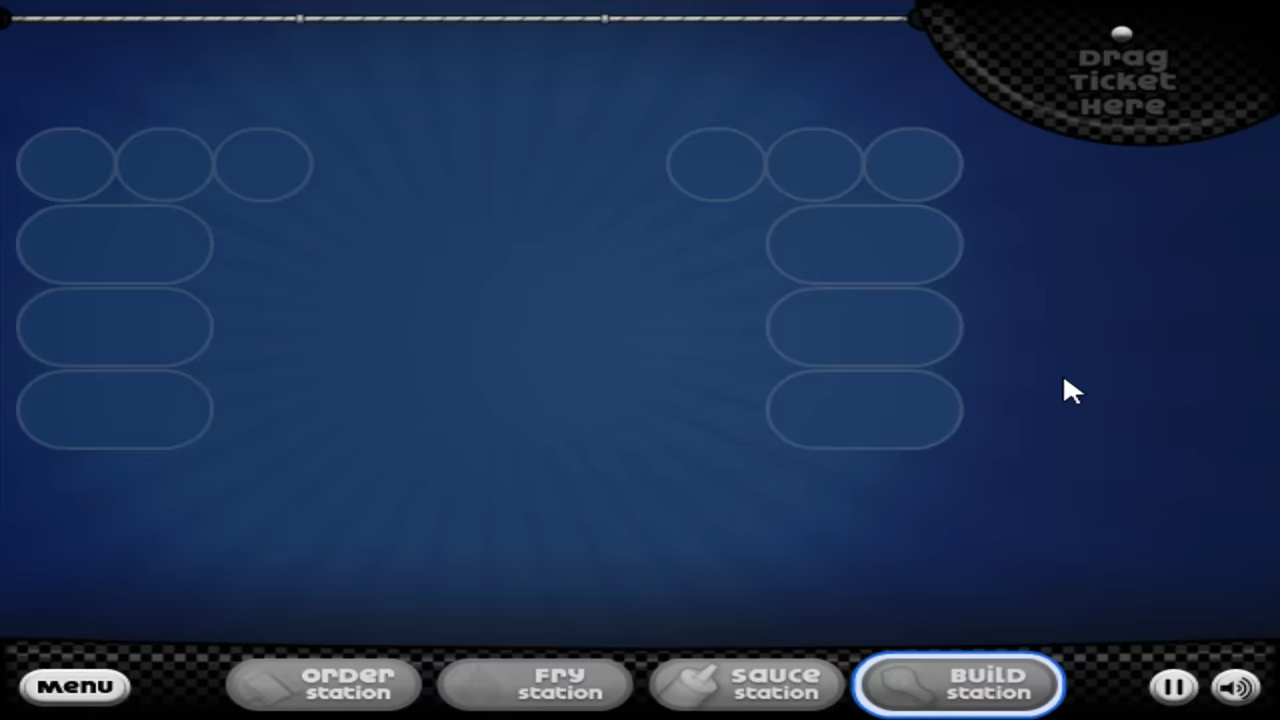 Drag
Ticket
Here
Menu
Order
Station
Fry
Station
Sauce
Station
Build
Station